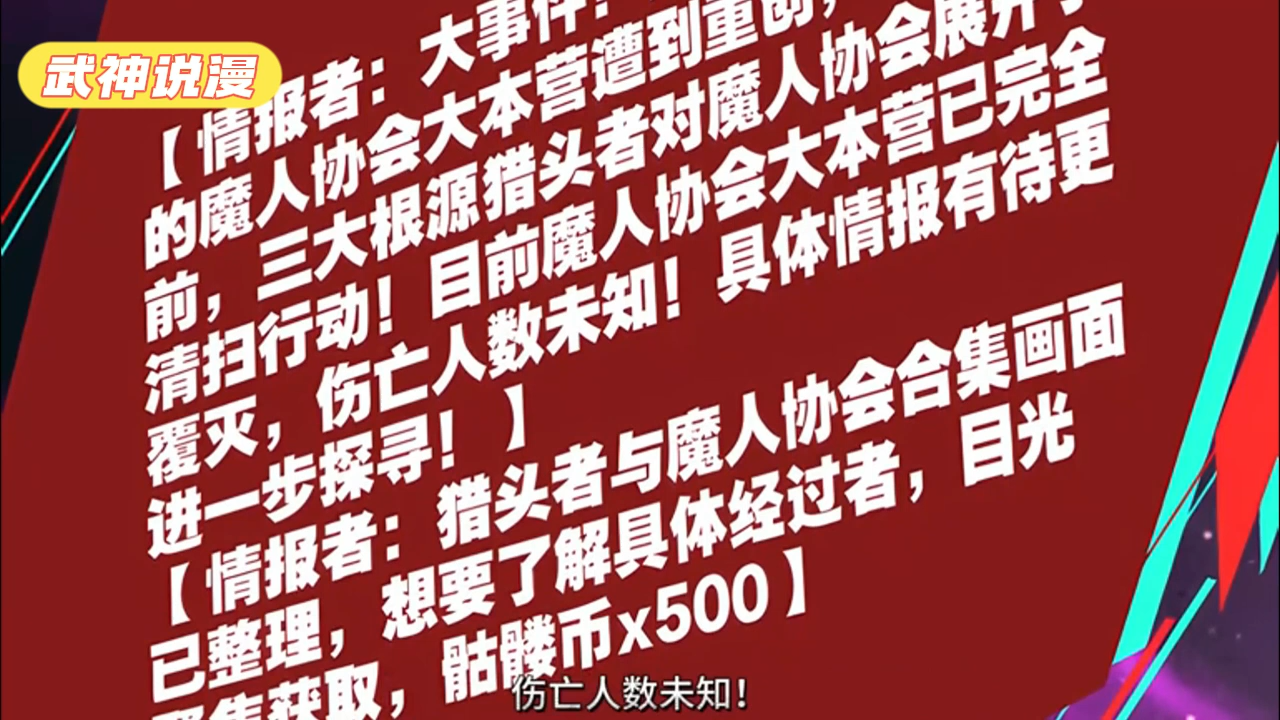 武神说漫
【情报者：大事件！
的魔人协会大本营遭到重创，
前，三大根源猎头者对魔人协会展开了
清扫行动！目前魔人协会大本营已完全
覆灭，伤亡人数未知！具体情报有待更
进一步探寻！】
【情报者：猎头者与魔人协会合集画面
已整理，想要了解具体经过者，目光
聚集获取，骷髅币x500】
伤亡人数未知！